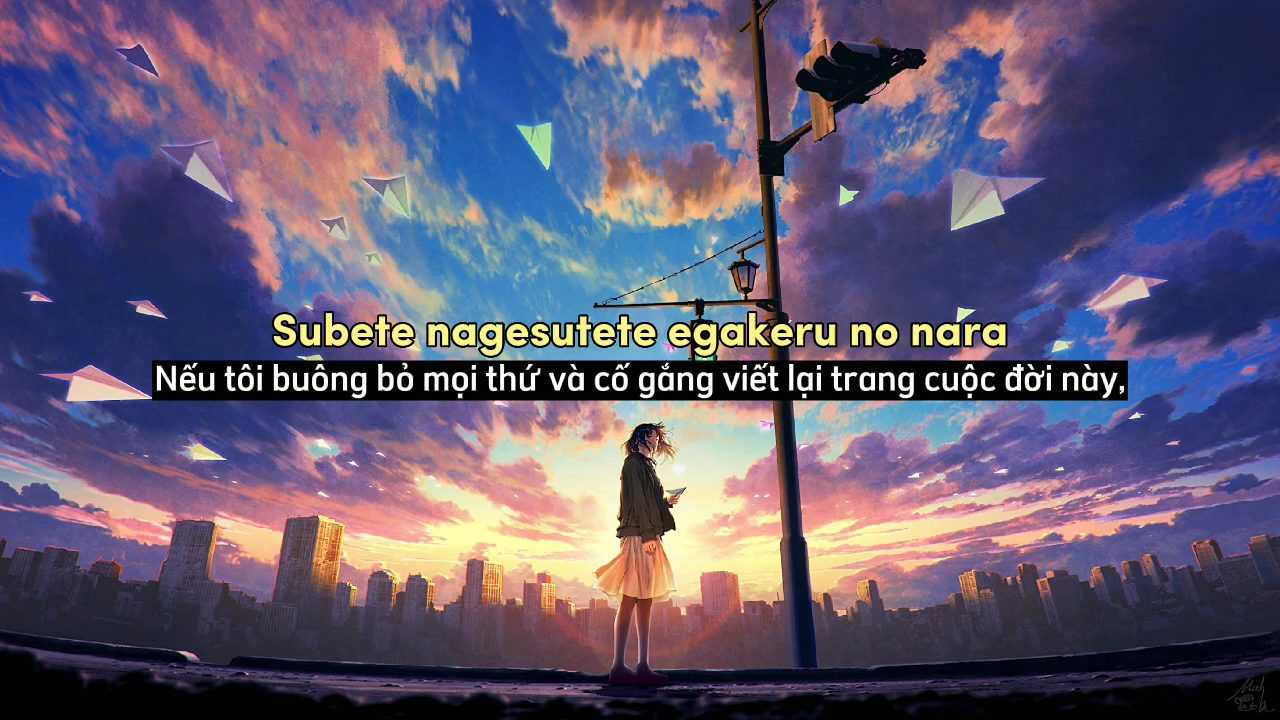 Subete nagesutete egakeru no nara
Nếu tôi buông bỏ mọi thứ và cố gắng viết lại trang cuộc đời này,